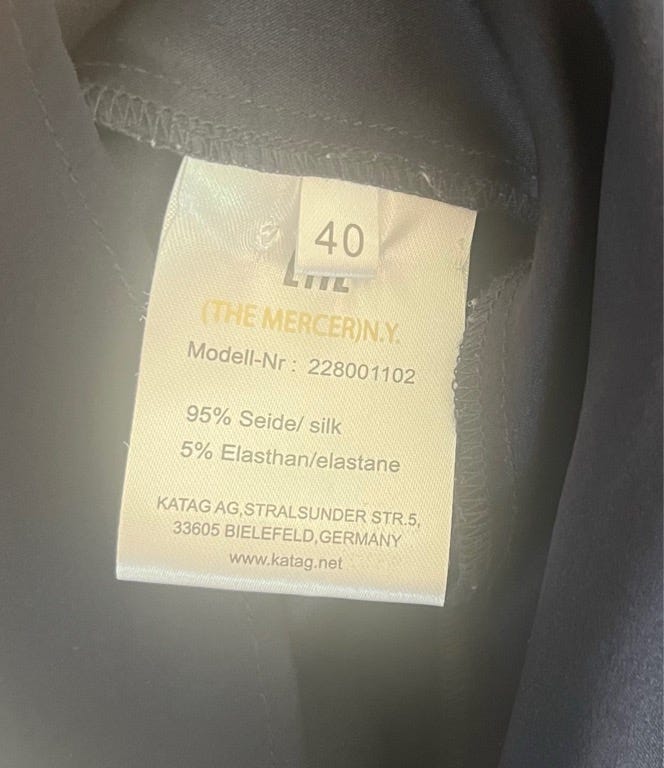 40
(THE MERCER)N.Y.
Modell-Nr : 228001102
95% Seide/ silk
5% Elasthan/elastane
KATAG AG,STRALSUNDER STR.5,
33605 BIELEFELD,GERMANY
www.katag.net